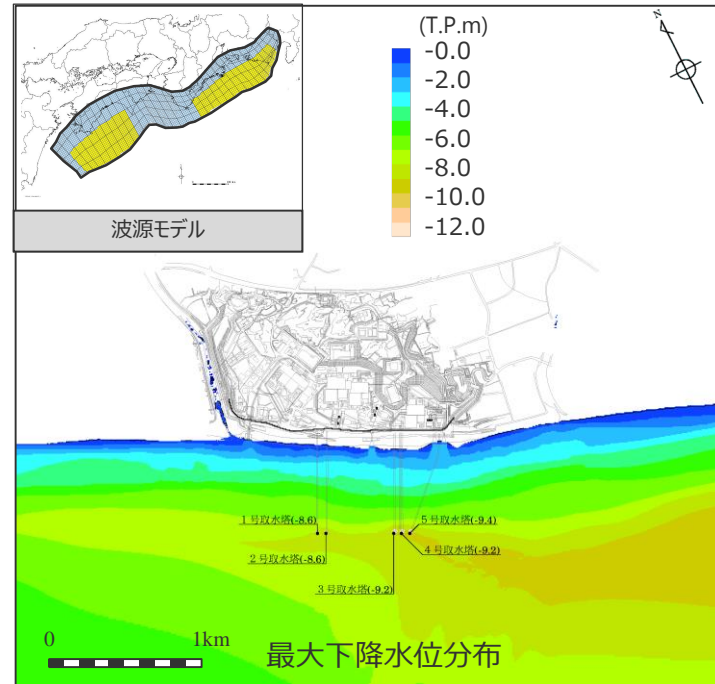 波源モデル
(T.P.m)
-0.0
-2.0
-4.0
-6.0
-8.0
-10.0
-12.0
N
1号取水塔(-8.6)
2号取水塔(-8.6)
3号取水塔(-9.2)
4号取水塔(-9.2)
5号取水塔(-9.4)
0 1km
最大下降水位分布